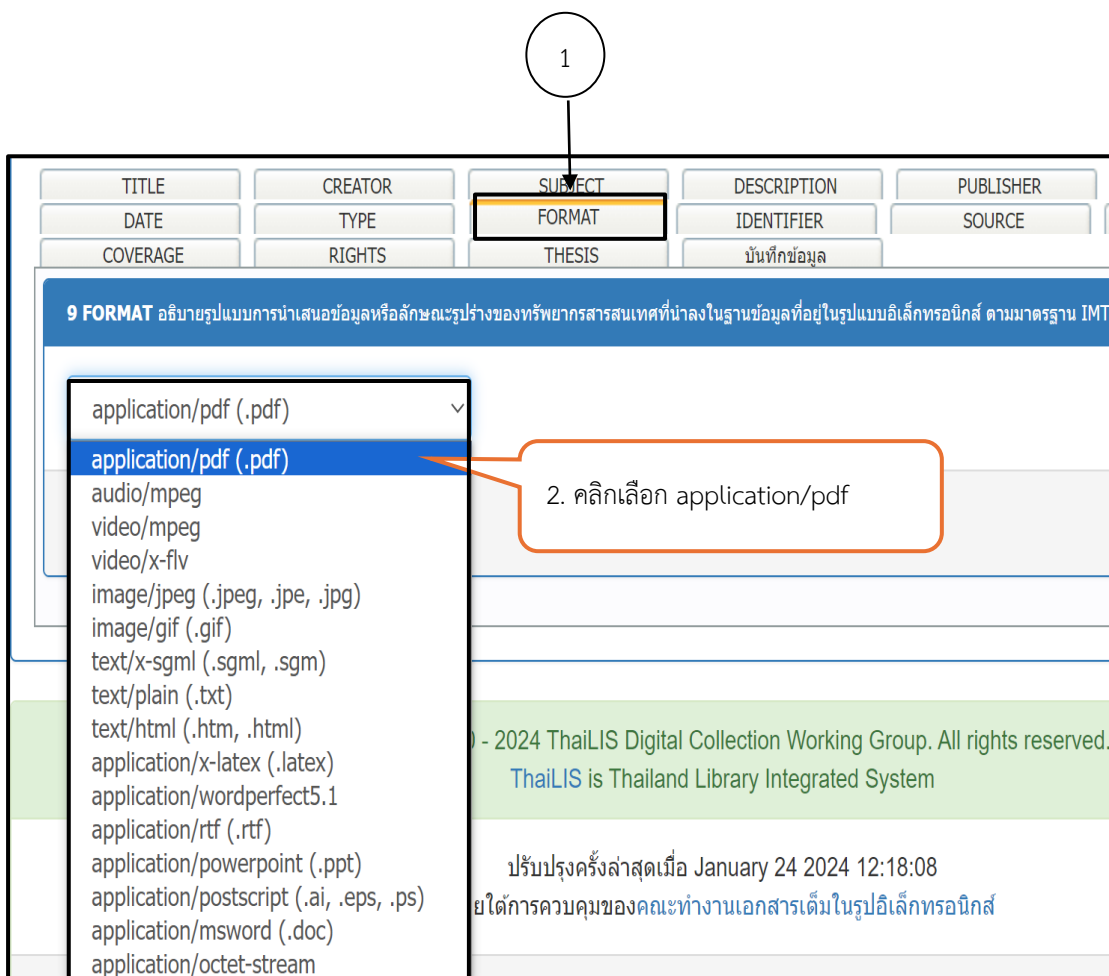 1
TITLE CREATOR SUBJECT DESCRIPTION PUBLISHER
DATE TYPE FORMAT IDENTIFIER SOURCE
COVERAGE RIGHTS THESIS บันทึกข้อมูล
9 FORMAT อธิบายรูปแบบการนำเสนอข้อมูลหรือลักษณะรูปร่างของทรัพยากรสารสนเทศที่นำลงในฐานข้อมูลที่อยู่ในรูปแบบอิเล็กทรอนิกส์ ตามมาตรฐาน IMT
application/pdf (.pdf)
application/pdf (.pdf)
2. คลิกเลือก application/pdf
audio/mpeg
video/mpeg
video/x-flv
image/jpeg (.jpeg, .jpe, .jpg)
image/gif (.gif)
text/x-sgml (.sgml, .sgm)
text/plain (.txt)
text/html (.htm, .html)
application/x-latex (.latex)
application/wordperfect5.1
application/rtf (.rtf)
application/powerpoint (.ppt)
application/postscript (.ai, .eps, .ps)
application/msword (.doc)
application/octet-stream
- 2024 ThaiLIS Digital Collection Working Group. All rights reserved.
ThaiLIS is Thailand Library Integrated System
ปรับปรุงครั้งล่าสุดเมื่อ January 24 2024 12:18:08
ยใต้การควบคุมของคณะทำงานเอกสารเต็มในรูปอิเล็กทรอนิกส์